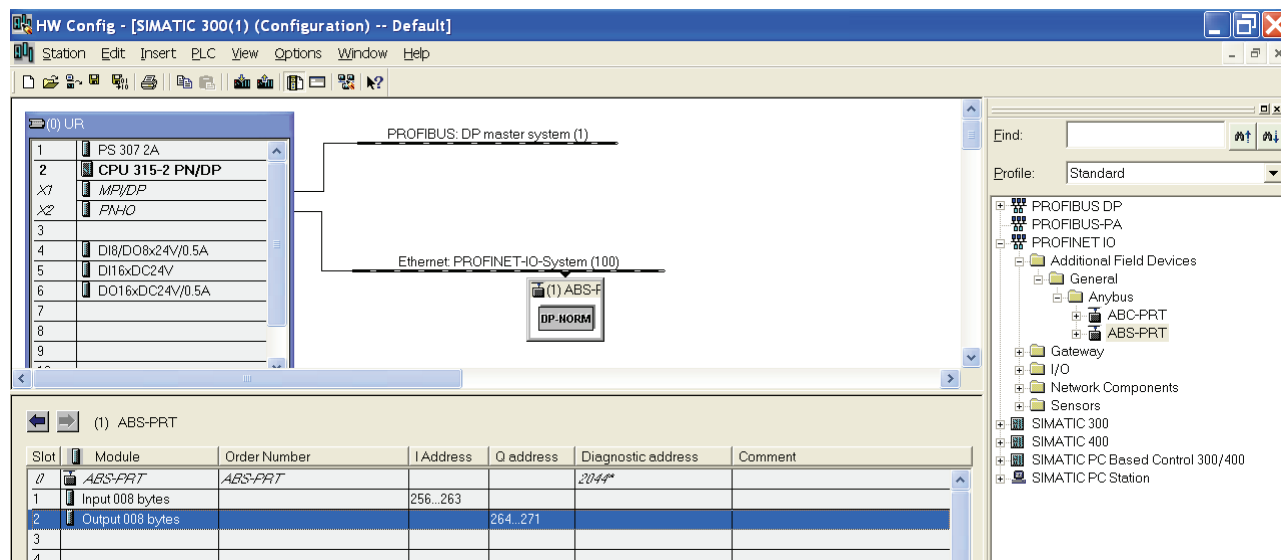 HW Config - [SIMATIC 300(1) (Configuration) -- Default]
Station Edit Insert PLC View Options Window Help
(0) UR
1 PS 307 2A
2 CPU 315-2 PN/DP
X1 MPI/DP
X2 PNHO
3
4 DI8/DO8x24V/0.5A
5 DI16xDC24V
6 DO16xDC24V/0.5A
7
8
9
PROFIBUS: DP master system (1)
Ethernet: PROFINET-IO-System (100)
(1) ABS-P
DP-NORM
Find:
Profile: Standard
PROFIBUS DP
PROFIBUS-PA
PROFINET IO
Additional Field Devices
General
Anybus
ABC-PRT
ABS-PRT
Gateway
I/O
Network Components
Sensors
SIMATIC 300
SIMATIC 400
SIMATIC PC Based Control 300/400
SIMATIC PC Station
(1) ABS-PRT
Slot Module Order Number I Address Q address Diagnostic address Comment
0 ABS-PRT ABS-PRT 2044*
1 Input 008 bytes 256...263
2 Output 008 bytes 264...271
3
4